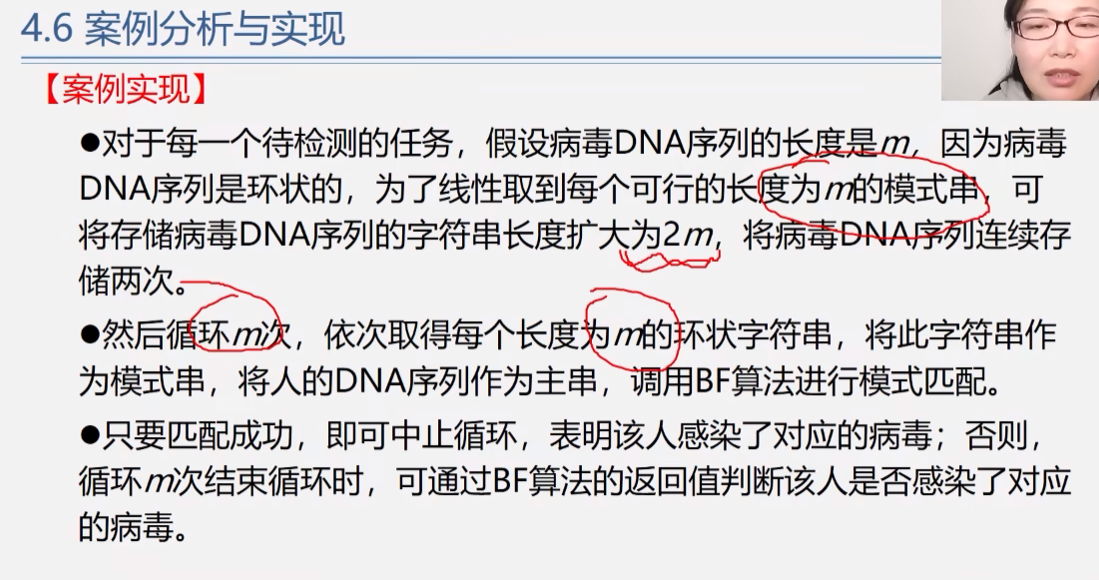 4.6 案例分析与实现
【案例实现】
●对于每一个待检测的任务，假设病毒DNA序列的长度是m，因为病毒
DNA序列是环状的，为了线性取到每个可行的长度为m的模式串，可
将存储病毒DNA序列的字符串长度扩大为2m，将病毒DNA序列连续存
储两次。
●然后循环m次，依次取得每个长度为m的环状字符串，将此字符串作
为模式串，将人的DNA序列作为主串，调用BF算法进行模式匹配。
●只要匹配成功，即可中止循环，表明该人感染了对应的病毒；否则，
循环m次结束循环时，可通过BF算法的返回值判断该人是否感染了对应
的病毒。